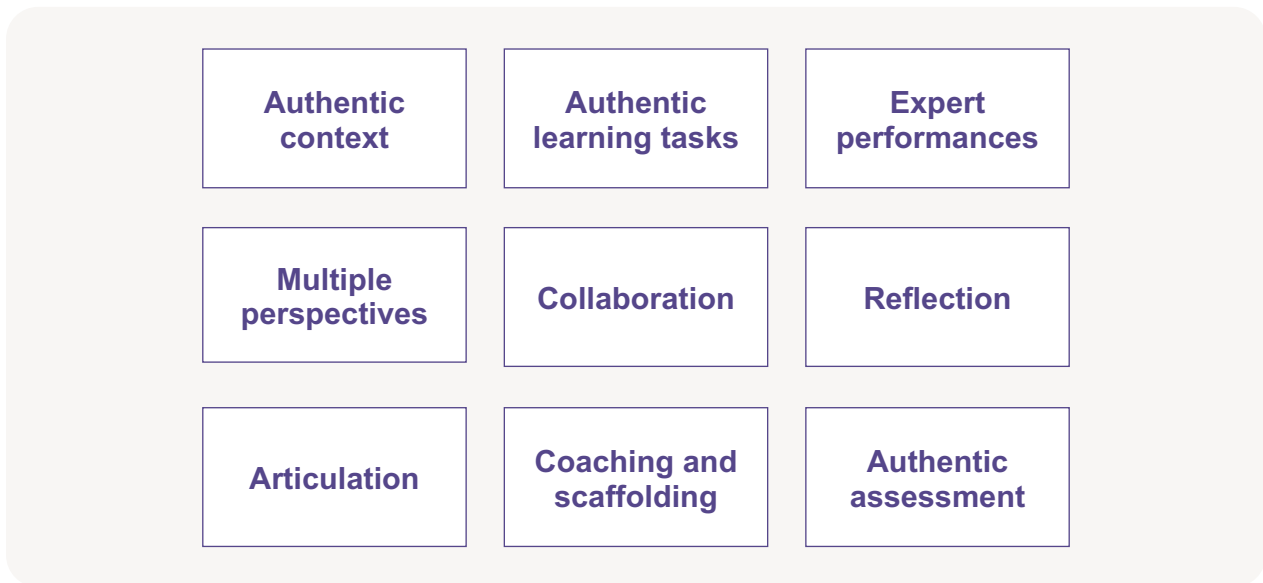 Authentic
context
Authentic
learning tasks
Expert
performances
Multiple
perspectives
Collaboration
Reflection
Articulation
Coaching and
scaffolding
Authentic
assessment